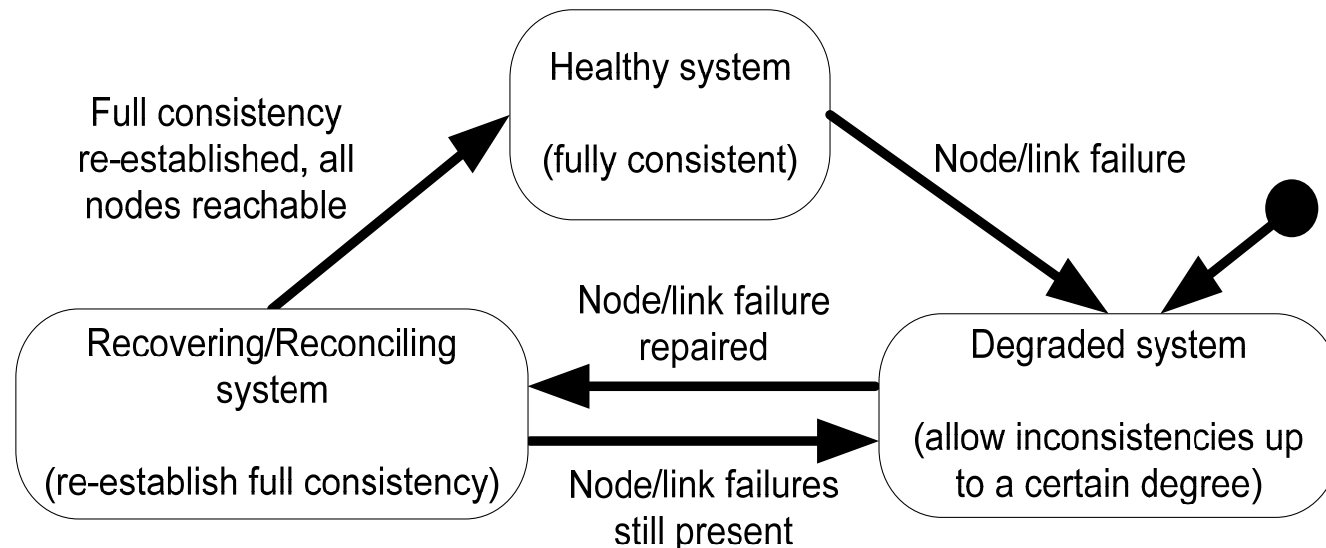 Healthy system
(fully consistent)
Full consistency
re-established, all
nodes reachable
Node/link failure
Node/link failure
repaired
Recovering/Reconciling
system
(re-establish full consistency)
Degraded system
(allow inconsistencies up
to a certain degree)
Node/link failures
still present